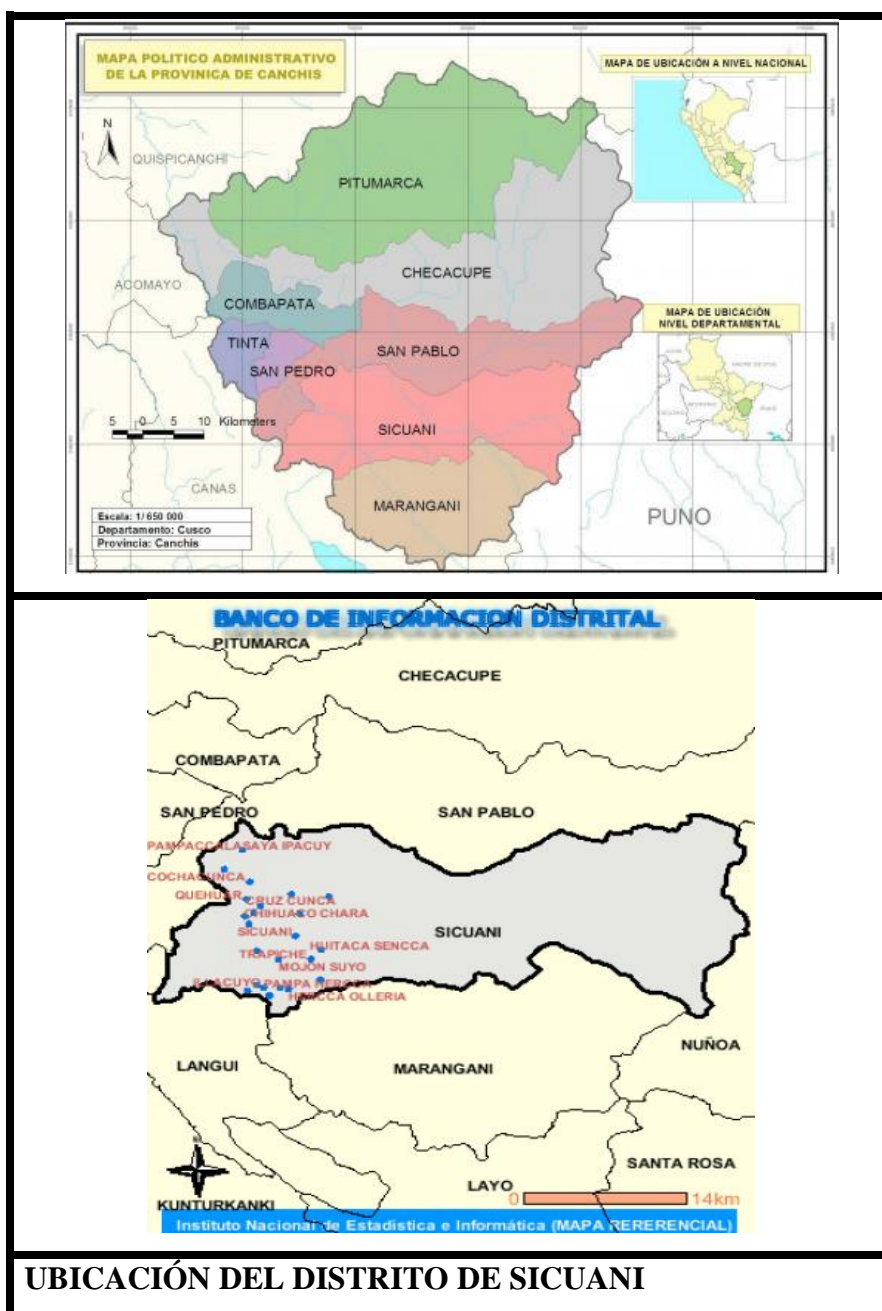 MAPA POLITICO ADMINISTRATIVO
DE LA PROVINICA DE CANCHIS
MAPA DE UBICACIÓN A NIVEL NACIONAL
N
QUISPICANCHI
PITUMARCA
ACOMAYO
CHECACUPE
COMBAPATA
MAPA DE UBICACIÓN
NIVEL DEPARTAMENTAL
TINTA
SAN PABLO
SAN PEDRO
5 0 5 10 Kilometers
SICUANI
CANAS
MARANGANI
PUNO
Escala: 1/ 650 000
Departamento: Cusco
Provincia: Canchis
BANCO DE INFORMACION DISTRITAL
PITUMARCA
CHECACUPE
COMBAPATA
SAN PEDRO
SAN PABLO
PAMPACCALASAYA IPACUY
COCHACUNCA
QUEHUAR
CRUZ CUNCA
CHIHUACO CHARA
SICUANI
SICUANI
HUITACA SENCCA
TRAPICHE
MOJON SUYO
PAMPA HERCCA
HERCCA OLLERIA
NUÑOA
LANGUI
MARANGANI
SANTA ROSA
LAYO
0 14km
KUNTURKANKI
Instituto Nacional de Estadística e Informática (MAPA RERERENCIAL)
UBICACIÓN DEL DISTRITO DE SICUANI